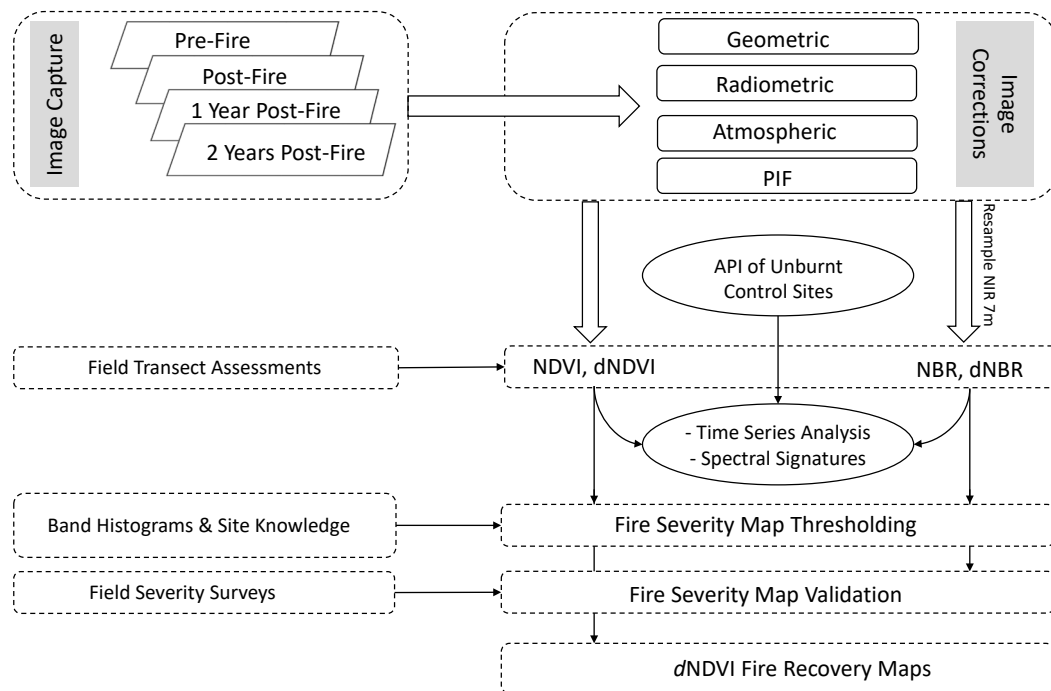 Image Capture
Pre-Fire
Post-Fire
1 Year Post-Fire
2 Years Post-Fire
Geometric
Radiometric
Atmospheric
PIF
Image
Corrections
Resample NIR 7m
API of Unburnt
Control Sites
Field Transect Assessments
NDVI, dNDVI
NBR, dNBR
- Time Series Analysis
- Spectral Signatures
Band Histograms & Site Knowledge
Fire Severity Map Thresholding
Field Severity Surveys
Fire Severity Map Validation
dNDVI Fire Recovery Maps